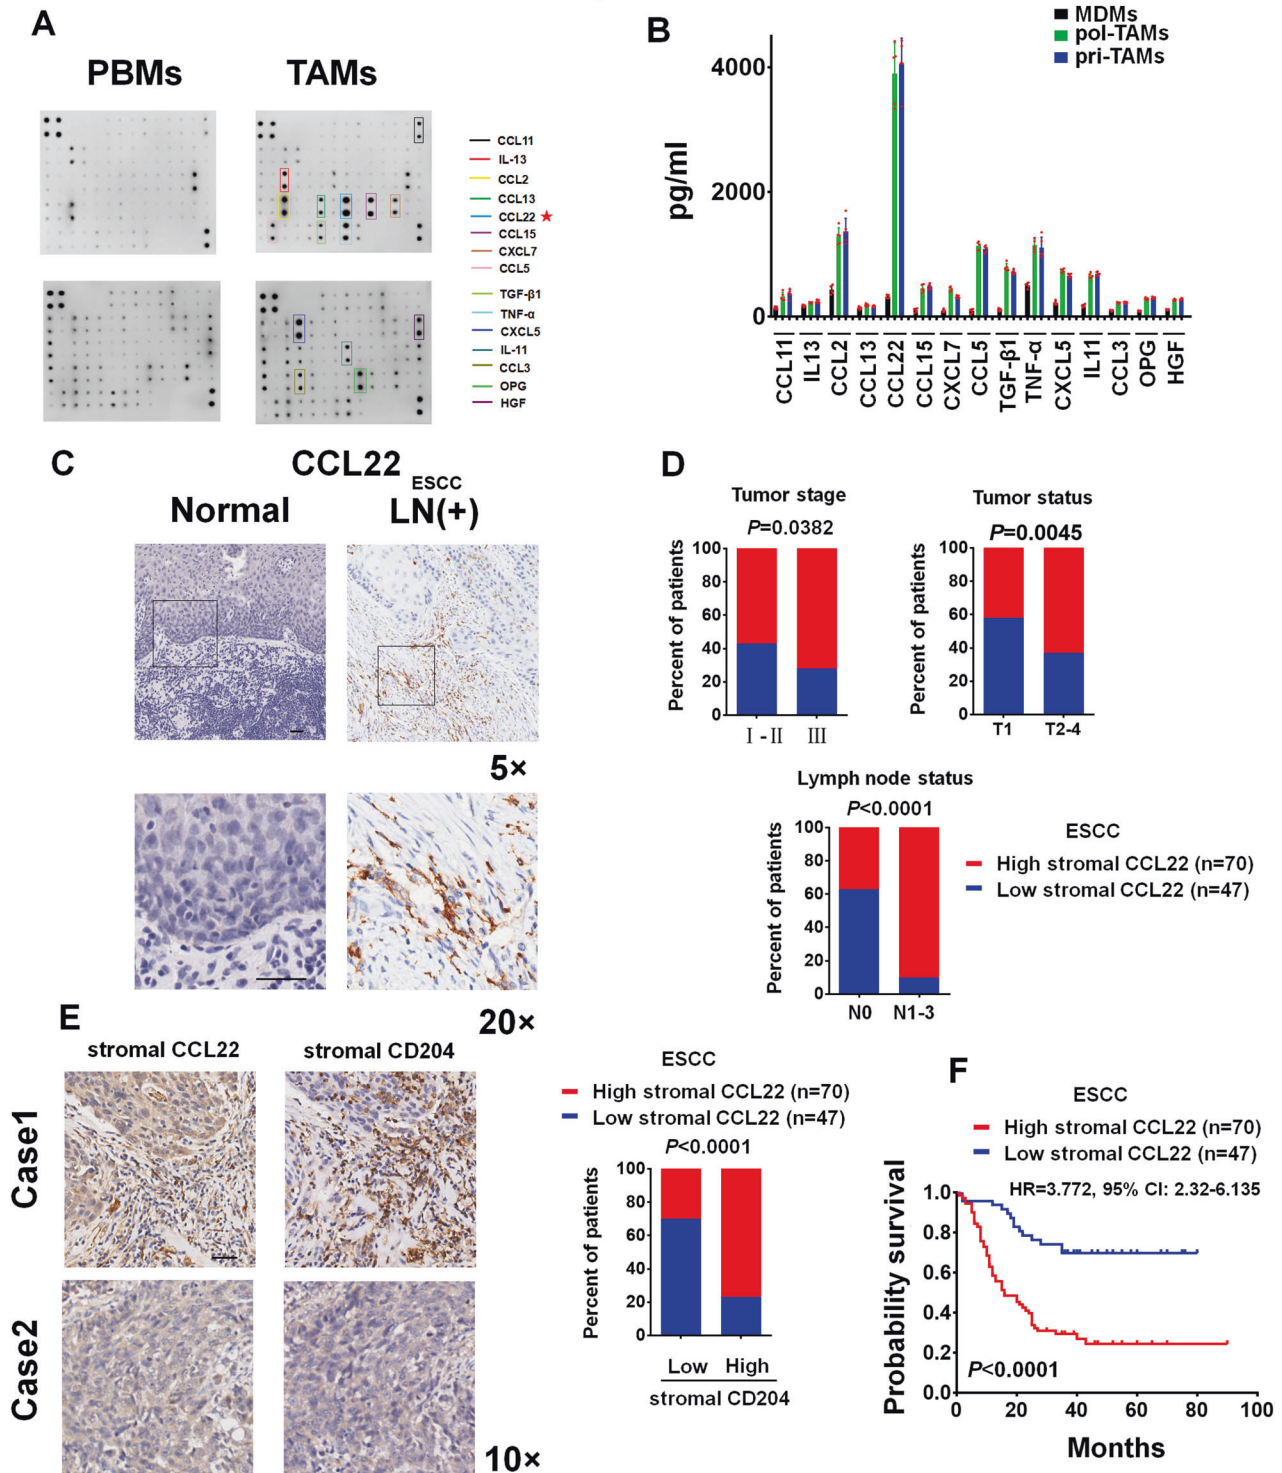 A
PBMs
TAMs
CCL11
IL-13
CCL2
CCL13
CCL22
CCL15
CXCL7
CCL5
TGF-β1
TNF-α
CXCL5
IL-11
CCL3
OPG
HGF
B
MDMs
pol-TAMs
pri-TAMs
pg/ml
4000
2000
0
CCL11
IL13
CCL2
CCL13
CCL22
CCL15
CXCL7
CCL5
TGF-β1
TNF-α
CXCL5
IL11
CCL3
OPG
HGF
C
CCL22
ESCC
Normal
LN(+)
5×
20×
D
Tumor stage
P=0.0382
Percent of patients
100
80
60
40
20
0
Ⅰ-Ⅱ
Ⅲ
Tumor status
P=0.0045
Percent of patients
100
80
60
40
20
0
T1
T2-4
Lymph node status
P<0.0001
Percent of patients
100
80
60
40
20
0
N0
N1-3
ESCC
High stromal CCL22 (n=70)
Low stromal CCL22 (n=47)
E
stromal CCL22
stromal CD204
Case1
Case2
10×
ESCC
High stromal CCL22 (n=70)
Low stromal CCL22 (n=47)
P<0.0001
Percent of patients
100
80
60
40
20
0
Low
High
stromal CD204
F
ESCC
High stromal CCL22 (n=70)
Low stromal CCL22 (n=47)
HR=3.772, 95% CI: 2.32-6.135
Probability survival
1.0
0.8
0.6
0.4
0.2
0.0
P<0.0001
0
20
40
60
80
100
Months